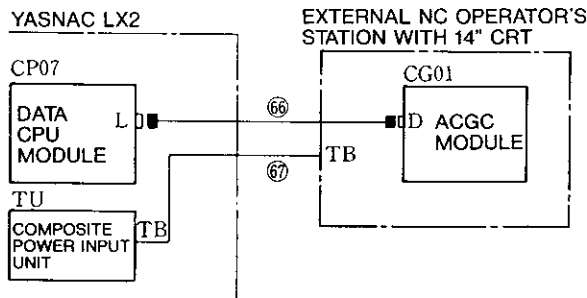 YASNAC LX2
EXTERNAL NC OPERATOR'S
STATION WITH 14" CRT
CP07
CG01
DATA
CPU
MODULE
L
66
D
ACGC
MODULE
TB
67
TU
COMPOSITE
POWER INPUT
UNIT
TB